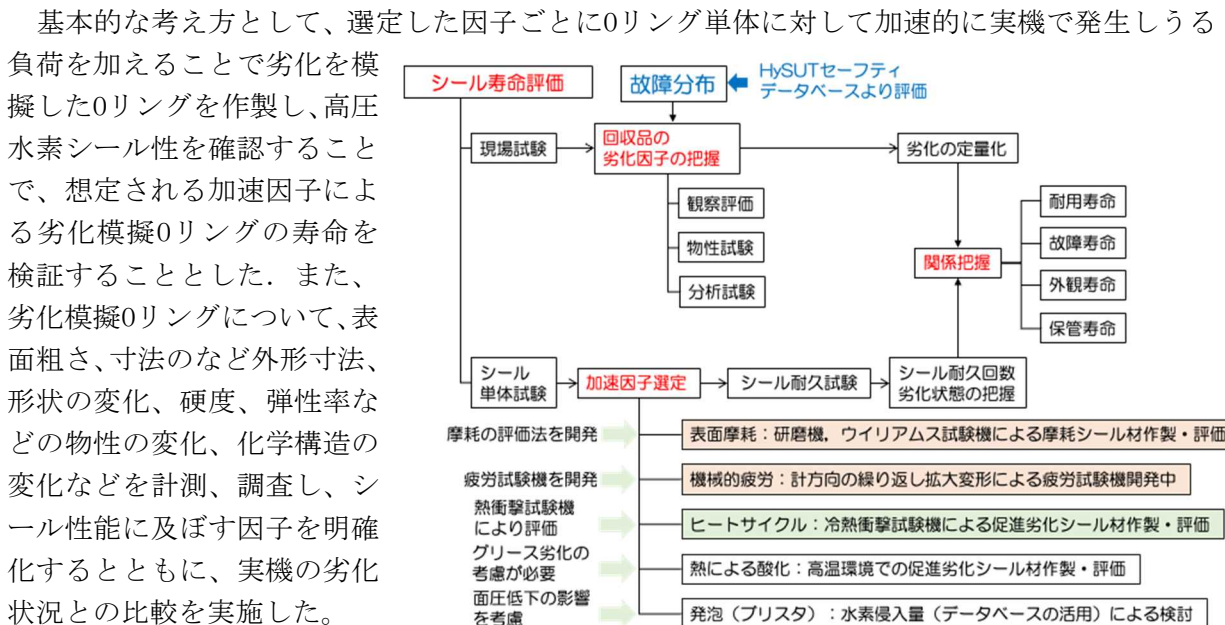 基本的な考え方として、選定した因子ごとに0リング単体に対して加速的に実機で発生しうる
負荷を加えることで劣化を模
擬した0リングを作製し、高圧
水素シール性を確認すること
で、想定される加速因子によ
る劣化模擬0リングの寿命を
検証することとした．また、
劣化模擬0リングについて、表
面粗さ、寸法のなど外形寸法、
形状の変化、硬度、弾性率な
どの物性の変化、化学構造の
変化などを計測、調査し、シ
ール性能に及ぼす因子を明確
化するとともに、実機の劣化
状況との比較を実施した。
シール寿命評価
故障分布
HySUTセーフティ
データベースより評価
現場試験
回収品の
劣化因子の把握
劣化の定量化
観察評価
物性試験
分析試験
関係把握
耐用寿命
故障寿命
外観寿命
保管寿命
シール
単体試験
加速因子選定
シール耐久試験
シール耐久回数
劣化状態の把握
摩耗の評価法を開発
表面摩耗：研磨機，ウイリアムス試験機による摩耗シール材作製・評価
疲労試験機を開発
機械的疲労：計方向の繰り返し拡大変形による疲労試験機開発中
熱衝撃試験機
により評価
ヒートサイクル：冷熱衝撃試験機による促進劣化シール材作製・評価
グリース劣化の
考慮が必要
熱による酸化：高温環境での促進劣化シール材作製・評価
面圧低下の影響
を考慮
発泡（ブリスタ）：水素侵入量（データベースの活用）による検討